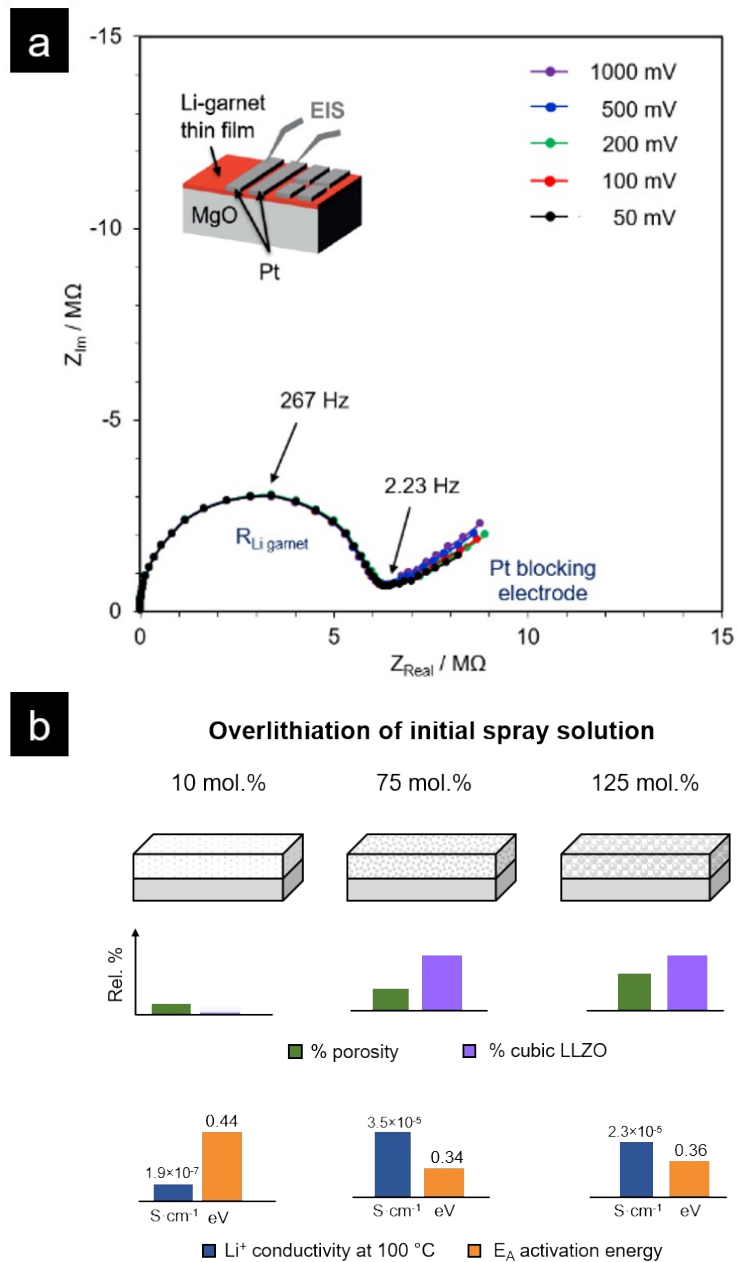 a
-15
-10
-5
0
Z_Im / MΩ
0
5
10
15
Z_Real / MΩ
Li-garnet
thin film
EIS
MgO
Pt
1000 mV
500 mV
200 mV
100 mV
50 mV
267 Hz
2.23 Hz
R_Li garnet
Pt blocking
electrode
b
Overlithiation of initial spray solution
10 mol.%
75 mol.%
125 mol.%
Rel. %
% porosity
% cubic LLZO
0.44
1.9×10⁻⁷
S·cm⁻¹ eV
3.5×10⁻⁵
0.34
S·cm⁻¹ eV
2.3×10⁻⁵
0.36
S·cm⁻¹ eV
Li⁺ conductivity at 100 °C
E_A activation energy